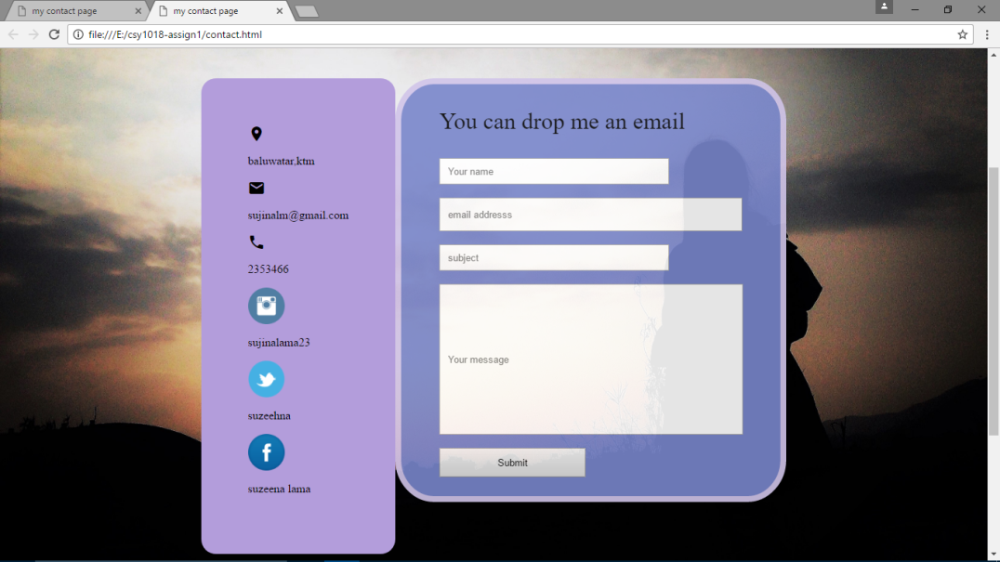 my contact page
my contact page
file:///E:/csy1018-assign1/contact.html
baluwatar,ktm
sujinalm@gmail.com
2353466
sujinalama23
suzeehna
f
suzeena lama
You can drop me an email
Your name
email addresss
subject
Your message
Submit